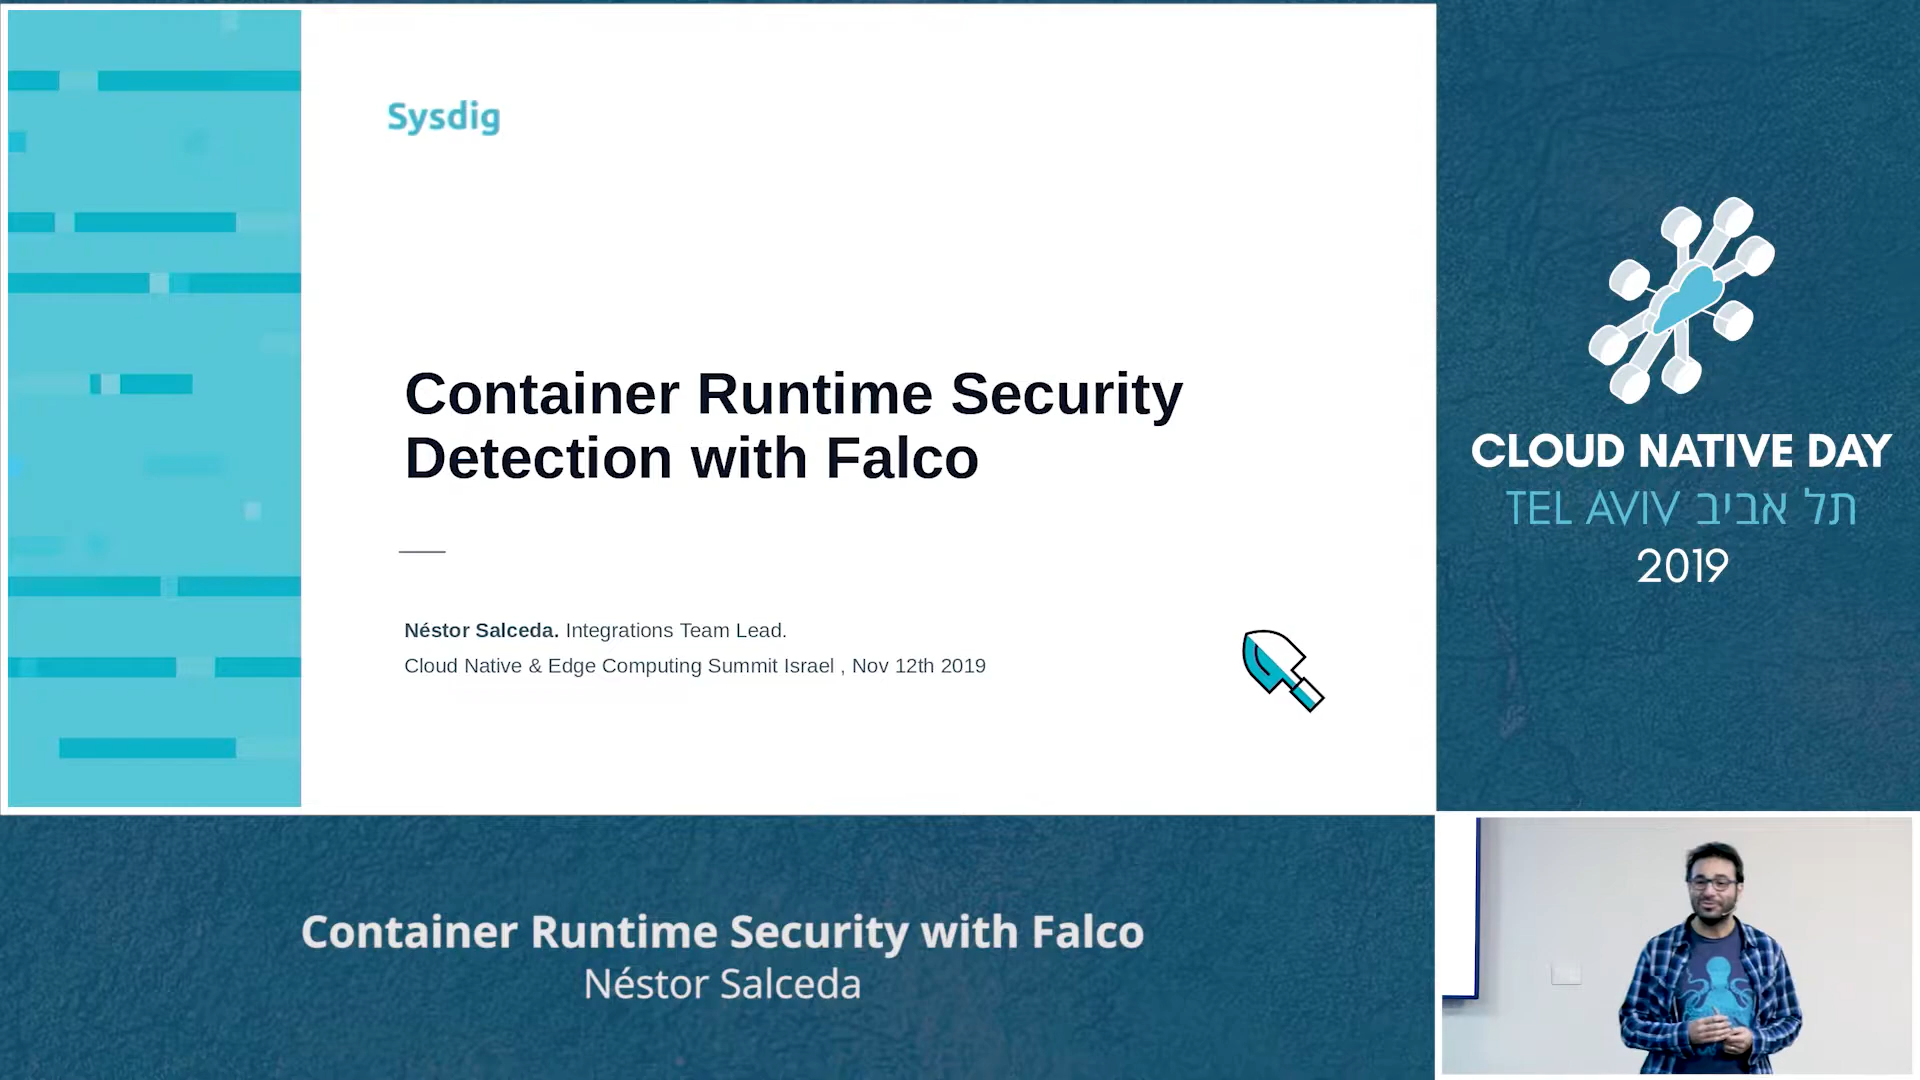 Sysdig
Container Runtime Security
Detection with Falco
Néstor Salceda. Integrations Team Lead.
Cloud Native & Edge Computing Summit Israel , Nov 12th 2019
CLOUD NATIVE DAY
TEL AVIV תל אביב
2019
Container Runtime Security with Falco
Néstor Salceda